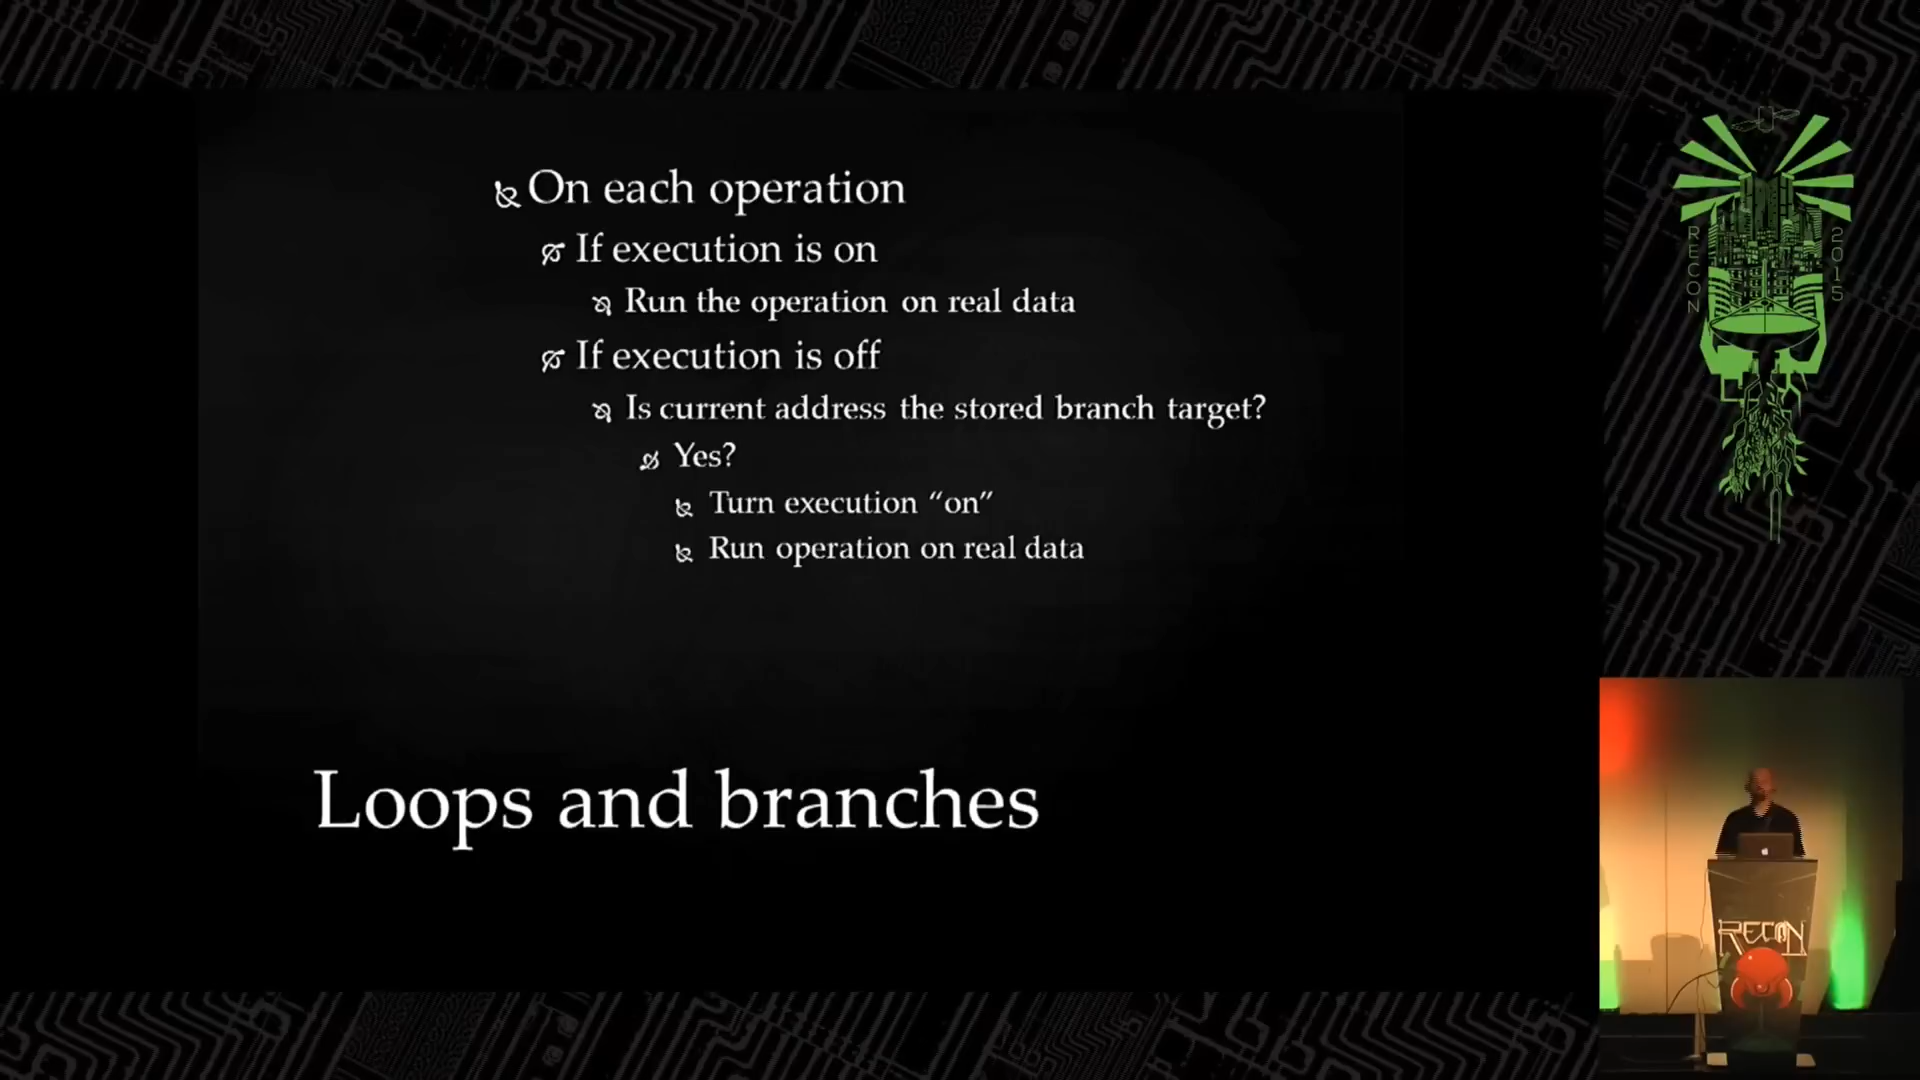 On each operation
If execution is on
Run the operation on real data
If execution is off
Is current address the stored branch target?
Yes?
Turn execution “on”
Run operation on real data
Loops and branches
RECON
2015
RECON